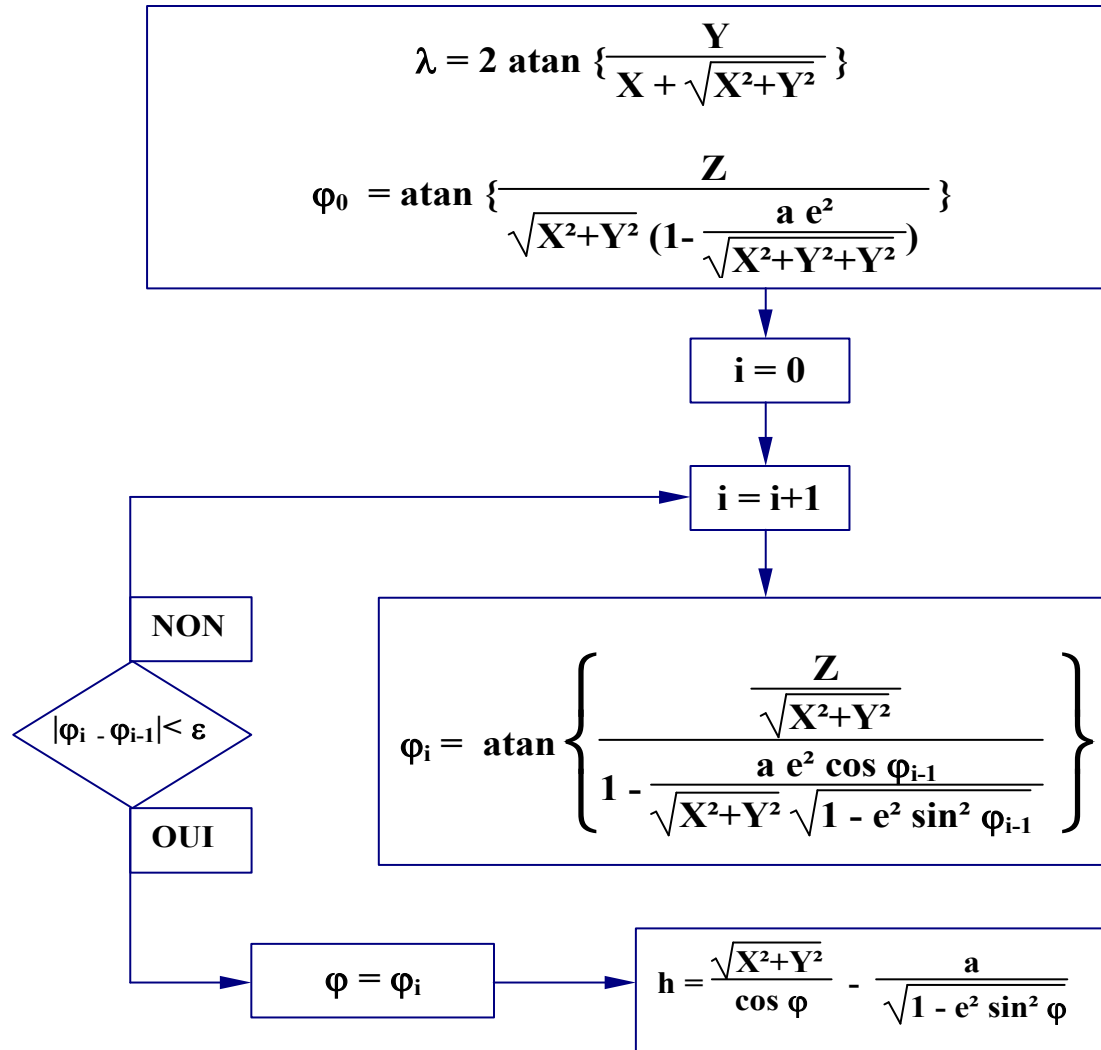 λ = 2 atan {Y / (X + √(X²+Y²))}
φ₀ = atan {Z / (√(X²+Y²) (1- a e² / √(X²+Y²+Y²)))}
i = 0
i = i+1
NON
|φᵢ - φᵢ₋₁|< ε
φᵢ = atan {(Z / √(X²+Y²)) / (1 - a e² cos φᵢ₋₁ / (√(X²+Y²) √(1 - e² sin² φᵢ₋₁)))}
OUI
φ = φᵢ
h = √(X²+Y²) / cos φ - a / √(1 - e² sin² φ)